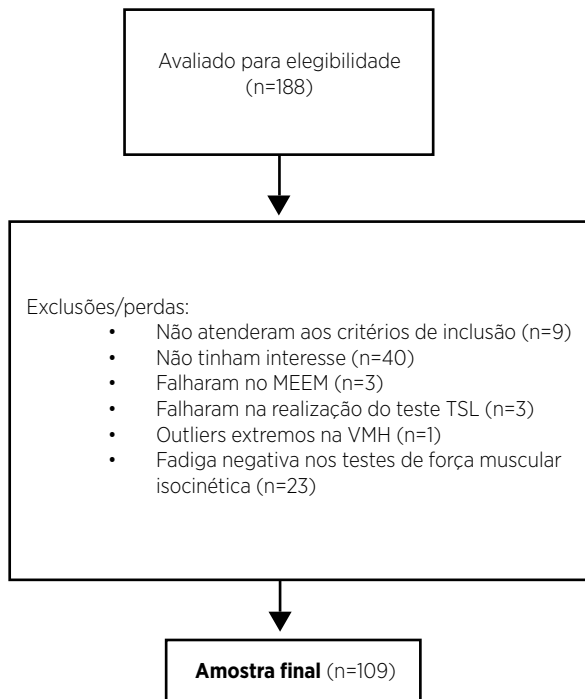 Avaliado para elegibilidade
(n=188)
Exclusões/perdas:
• Não atenderam aos critérios de inclusão (n=9)
• Não tinham interesse (n=40)
• Falharam no MEEM (n=3)
• Falharam na realização do teste TSL (n=3)
• Outliers extremos na VMH (n=1)
• Fadiga negativa nos testes de força muscular
isocinética (n=23)
Amostra final (n=109)